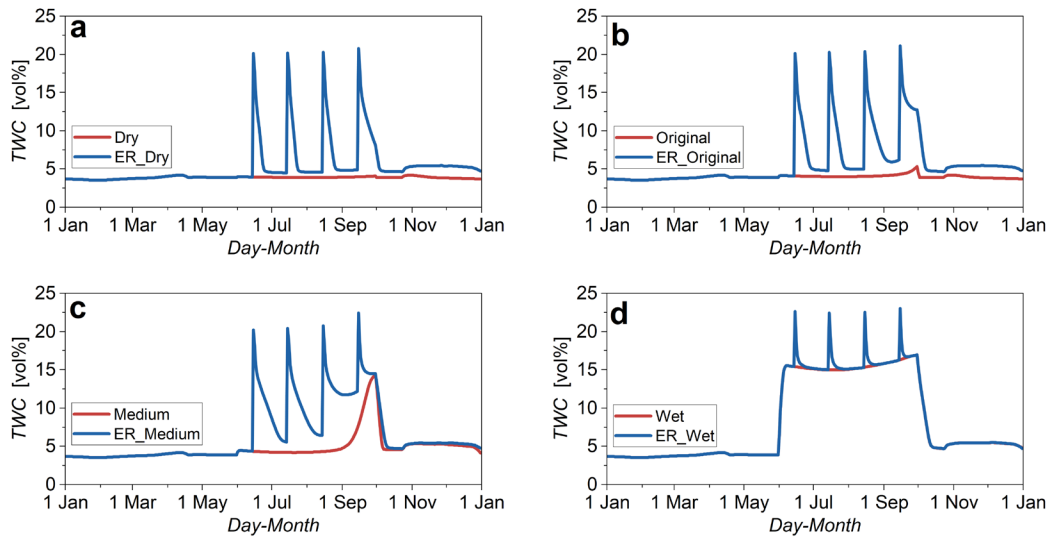 a
TWC [vol%]
25
20
15
10
5
0
Dry
ER_Dry
1 Jan 1 Mar 1 May 1 Jul 1 Sep 1 Nov 1 Jan
Day-Month
b
TWC [vol%]
25
20
15
10
5
0
Original
ER_Original
1 Jan 1 Mar 1 May 1 Jul 1 Sep 1 Nov 1 Jan
Day-Month
c
TWC [vol%]
25
20
15
10
5
0
Medium
ER_Medium
1 Jan 1 Mar 1 May 1 Jul 1 Sep 1 Nov 1 Jan
Day-Month
d
TWC [vol%]
25
20
15
10
5
0
Wet
ER_Wet
1 Jan 1 Mar 1 May 1 Jul 1 Sep 1 Nov 1 Jan
Day-Month